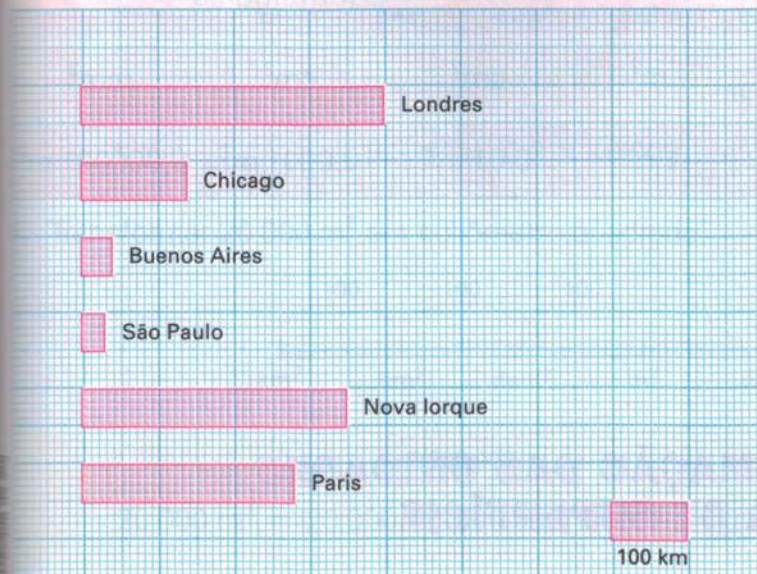 Londres
Chicago
Buenos Aires
São Paulo
Nova Iorque
Paris
100 km